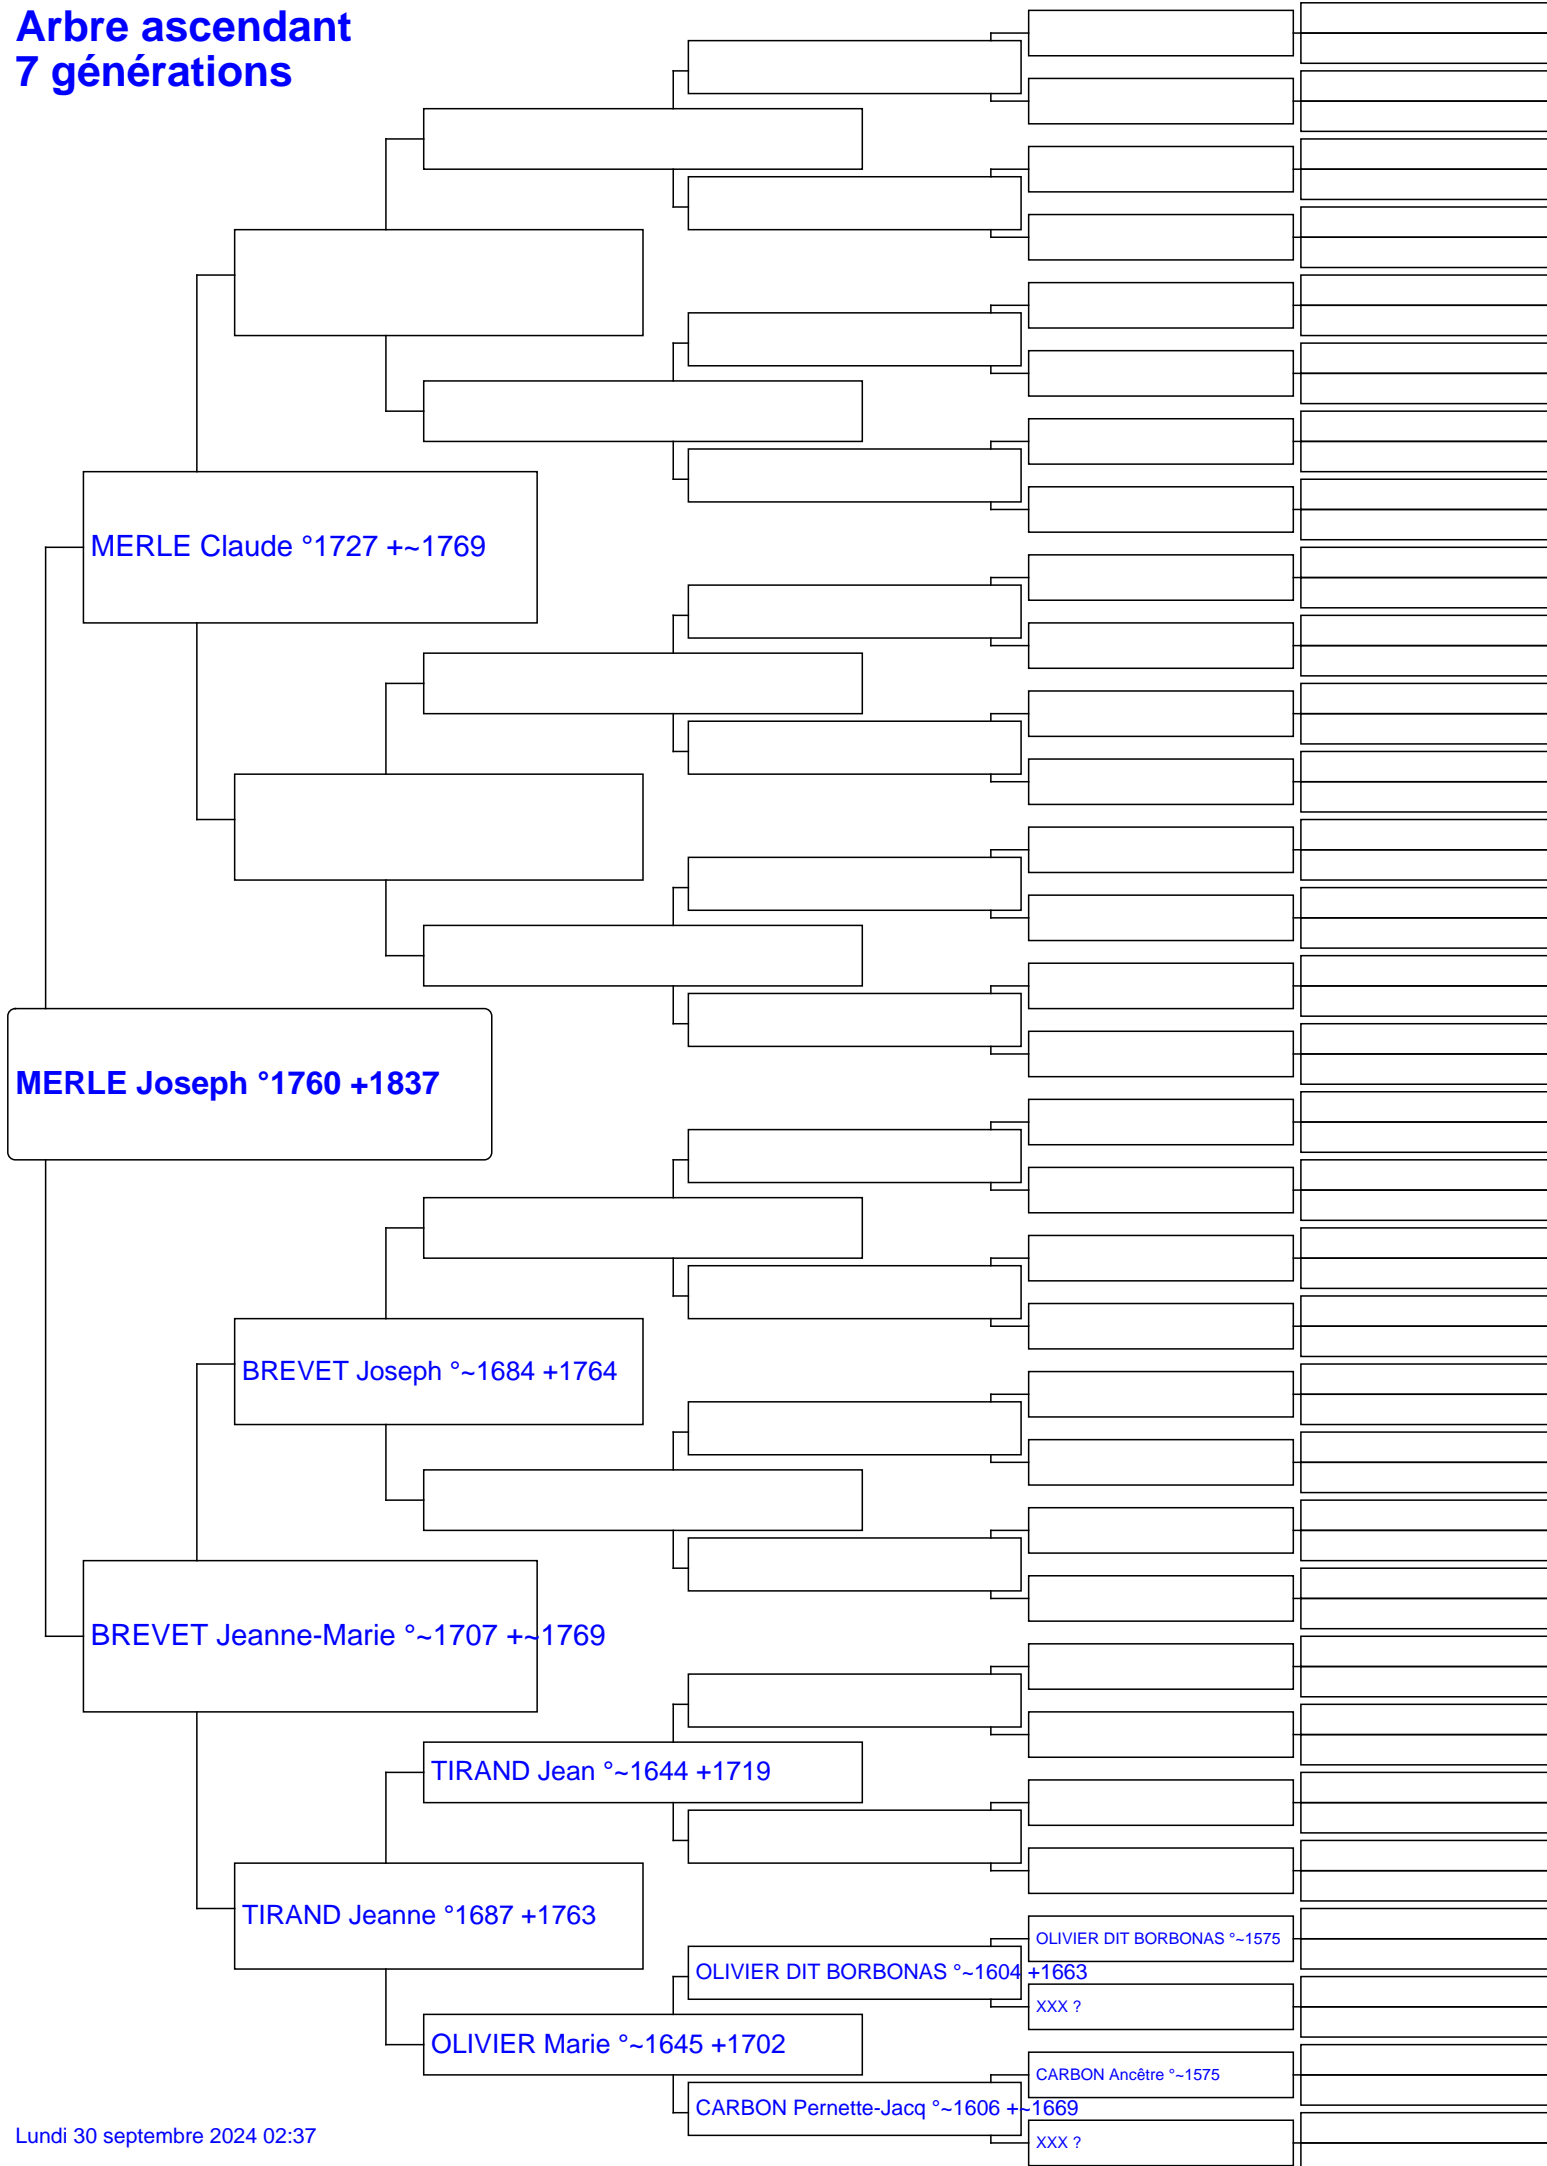 Arbre ascendant
7 générations
MERLE Claude °1727 +~1769
MERLE Joseph °1760 +1837
BREVET Joseph °~1684 +1764
BREVET Jeanne-Marie °~1707 +~1769
TIRAND Jean °~1644 +1719
TIRAND Jeanne °1687 +1763
OLIVIER DIT BORBONAS °~1575
OLIVIER DIT BORBONAS °~1604 +1663
XXX ?
OLIVIER Marie °~1645 +1702
CARBON Ancêtre °~1575
CARBON Pernette-Jacq °~1606 +~1669
XXX ?
Lundi 30 septembre 2024 02:37